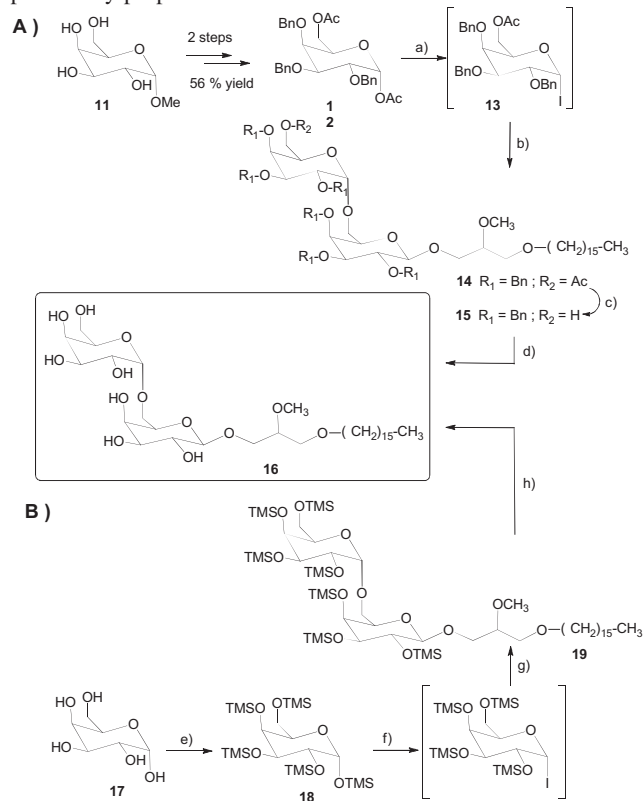 A )
HO OH
O
HO
OH
OMe
11
2 steps
56 % yield
BnO OAc
O
BnO
OBn
OAc
1
2
a)
BnO OAc
O
BnO
OBn
I
13
b)
O-R2
R1-O
O
R1-O
O-R1
O
R1-O
O
R1-O
O-R1
O
OCH3
O—( CH2)15-CH3
14 R1 = Bn ; R2 = Ac
c)
15 R1 = Bn ; R2 = H
d)
HO OH
O
HO
OH
O
HO
O
HO
OH
O
OCH3
O—( CH2)15-CH3
16
h)
B )
TMSO OTMS
O
TMSO
TMSO
O
TMSO
O
TMSO
OTMS
O
OCH3
O—( CH2)15-CH3
19
g)
HO OH
O
HO
OH
OH
17
e)
TMSO OTMS
O
TMSO
TMSO
OTMS
18
f)
TMSO OTMS
O
TMSO
TMSO
I